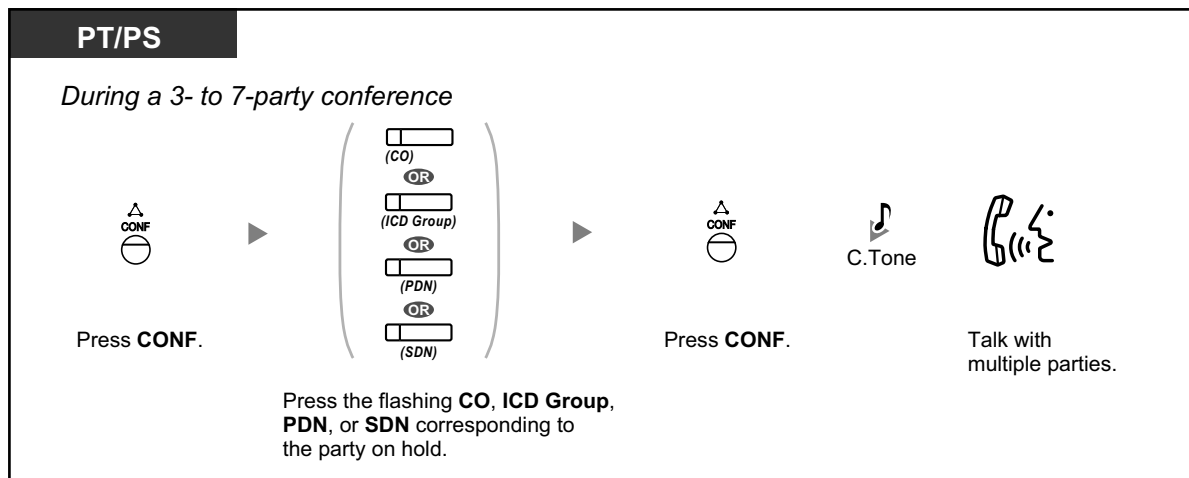 PT/PS
During a 3- to 7-party conference
CONF
Press CONF.
(CO)
OR
(ICD Group)
OR
(PDN)
OR
(SDN)
Press the flashing CO, ICD Group,
PDN, or SDN corresponding to
the party on hold.
CONF
Press CONF.
C.Tone
Talk with
multiple parties.